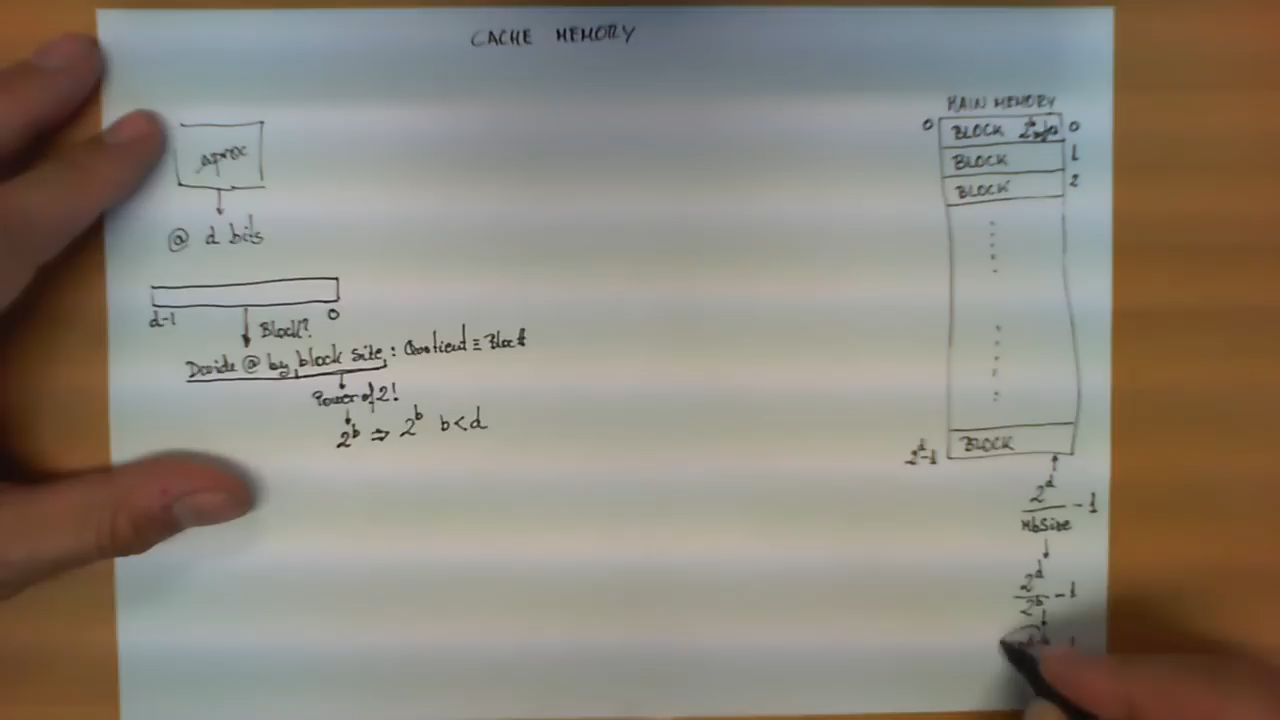 CACHE MEMORY
@ d bits
d-1 0
Block?
Divide @ by block size : Quotient ≡ Block
Power of 2!
2^b ⇒ 2^b b<d
MAIN MEMORY
0 BLOCK 0
BLOCK 1
BLOCK 2
2^d-1 BLOCK
2^d / MbSize - 1
2^d / 2^b - 1